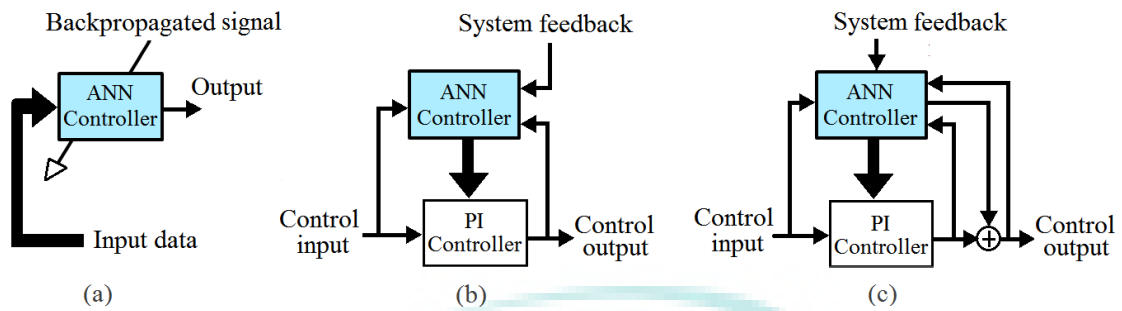 Backpropagated signal
ANN
Controller
Output
Input data
(a)
System feedback
ANN
Controller
Control
input
PI
Controller
Control
output
(b)
System feedback
ANN
Controller
Control
input
PI
Controller
Control
output
(c)